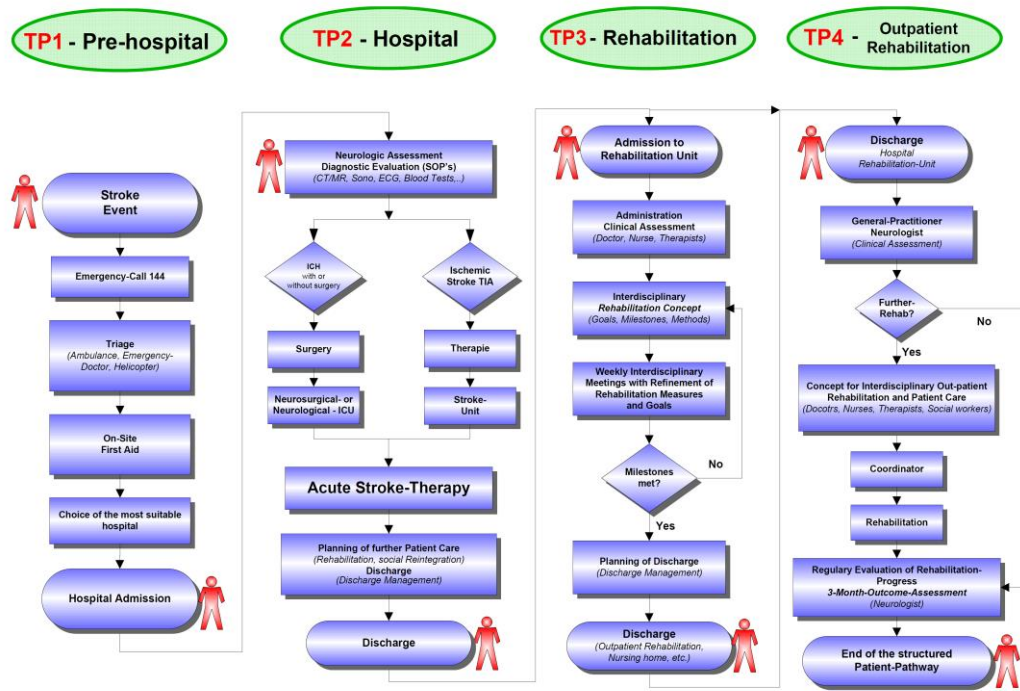 TP1 - Pre-hospital
TP2 - Hospital
TP3 - Rehabilitation
TP4 - Outpatient
Rehabilitation
Stroke
Event
Emergency-Call 144
Triage
(Ambulance, Emergency-
Doctor, Helicopter)
On-Site
First Aid
Choice of the most suitable
hospital
Hospital Admission
Neurologic Assessment
Diagnostic Evaluation (SOP's)
(CT/MR, Sono, ECG, Blood Tests,..)
ICH
with or
without surgery
Ischemic
Stroke TIA
Surgery
Therapie
Neurosurgical- or
Neurological - ICU
Stroke-
Unit
Acute Stroke-Therapy
Planning of further Patient Care
(Rehabilitation, social Reintegration)
Discharge
(Discharge Management)
Discharge
Admission to
Rehabilitation Unit
Administration
Clinical Assessment
(Doctor, Nurse, Therapists)
Interdisciplinary
Rehabilitation Concept
(Goals, Milestones, Methods)
Weekly Interdisciplinary
Meetings with Refinement of
Rehabilitation Measures
and Goals
Milestones
met?
No
Yes
Planning of Discharge
(Discharge Management)
Discharge
(Outpatient Rehabilitation,
Nursing home, etc.)
Discharge
Hospital
Rehabilitation-Unit
General-Practitioner
Neurologist
(Clinical Assessment)
Further-
Rehab?
No
Yes
Concept for Interdisciplinary Out-patient
Rehabilitation and Patient Care
(Docotrs, Nurses, Therapists, Social workers)
Coordinator
Rehabilitation
Regulary Evaluation of Rehabilitation-
Progress
3-Month-Outcome-Assessment
(Neurologist)
End of the structured
Patient-Pathway